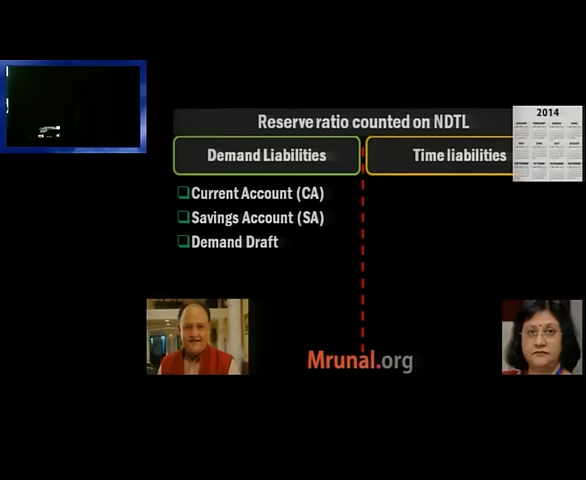 Reserve ratio counted on NDTL
2014
Demand Liabilities
Time liabilities
Current Account (CA)
Savings Account (SA)
Demand Draft
Mrunal.org